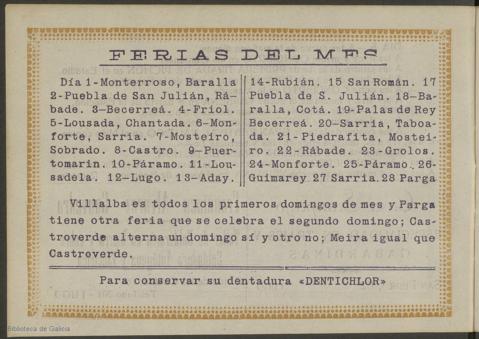 FERIAS DEL MES
Día 1-Monterroso, Baralla
2-Puebla de San Julián, Rá-
bade. 3-Becerreá. 4-Friol.
5-Lousada, Chantada. 6-Mon-
forte, Sarria. 7-Mosteiro,
Sobrado. 8-Castro. 9-Puer-
tomarin. 10-Páramo. 11-Lou-
sadela. 12-Lugo. 13-Aday.
14-Rubián. 15 San Román. 17
Puebla de S. Julián. 18-Ba-
ralla, Cotá. 19-Palas de Rey
Becerreá. 20-Sarria, Taboa-
da. 21-Piedrafita, Mostei-
ro. 22-Rábade. 23-Grolos.
24-Monforte. 25-Páramo. 26-
Guimarey 27 Sarria. 28 Parga
Villalba es todos los primeros domingos de mes y Parga
tiene otra feria que se celebra el segundo domingo; Cas-
troverde alterna un domingo sí y otro no; Meira igual que
Castroverde.
Para conservar su dentadura «DENTICHLOR»
Biblioteca de Galicia